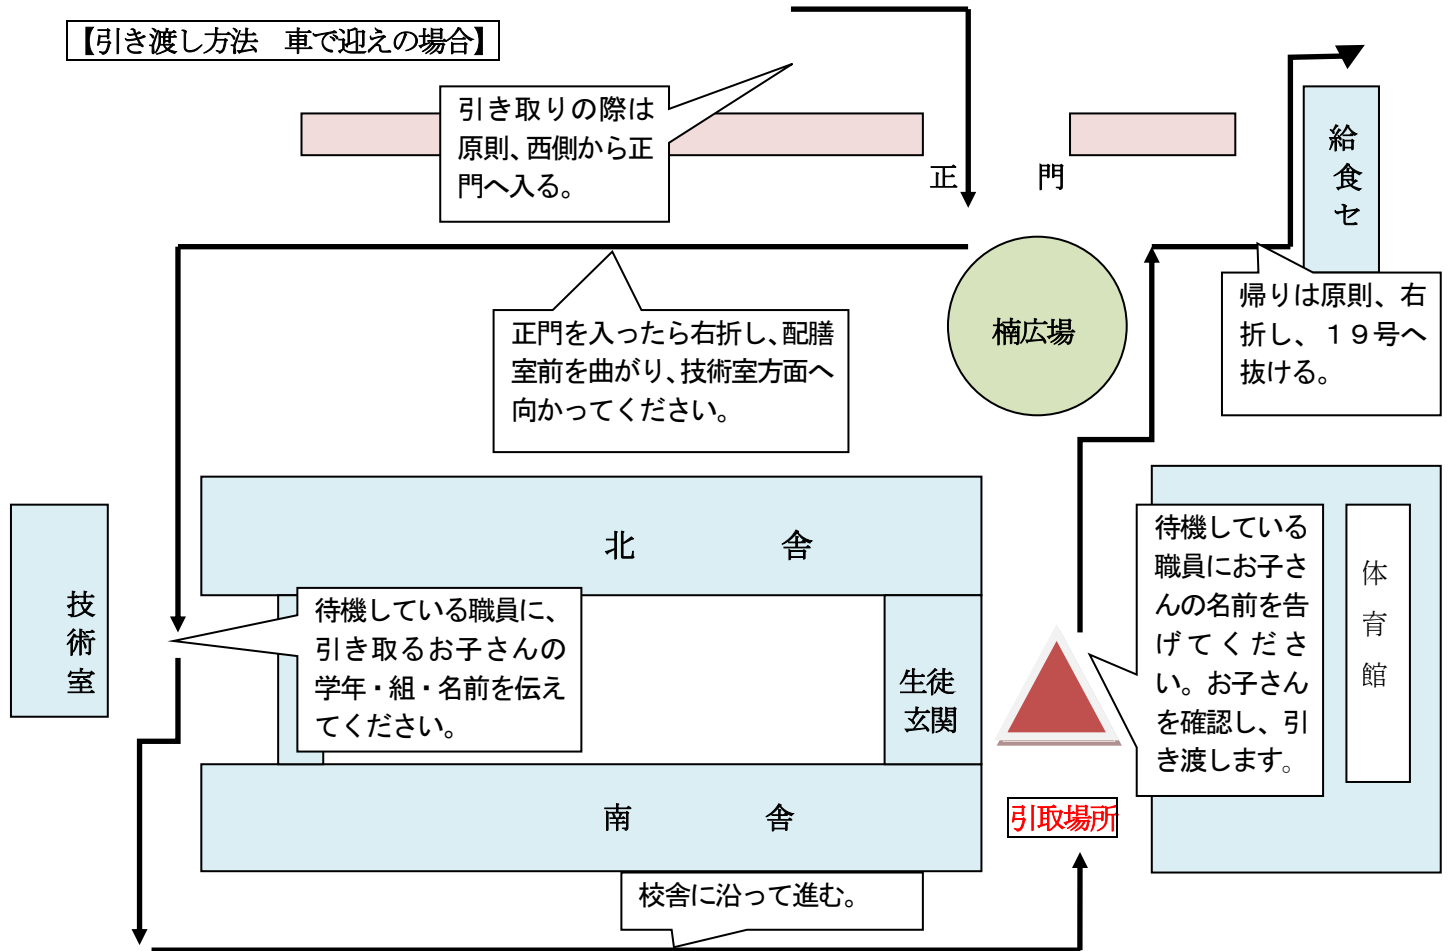 【引き渡し方法　車で迎えの場合】
引き取りの際は
原則、西側から正
門へ入る。
正　門
給
食
セ
正門を入ったら右折し、配膳
室前を曲がり、技術室方面へ
向かってください。
楠広場
帰りは原則、右
折し、１９号へ
抜ける。
北　舎
技
術
室
待機している職員に、
引き取るお子さんの
学年・組・名前を伝え
てください。
生徒
玄関
待機している
職員にお子さ
んの名前を告
げてくださ
い。お子さん
を確認し、引
き渡します。
体
育
館
南　舎
引取場所
校舎に沿って進む。